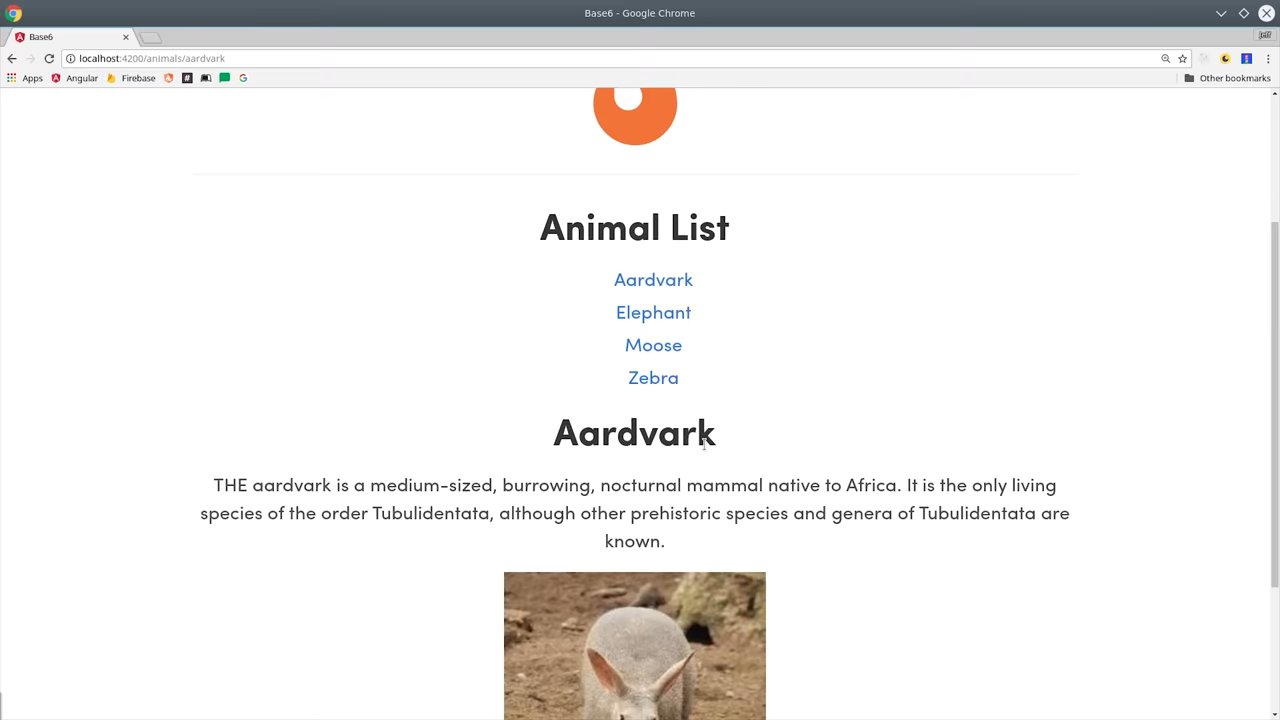 Base6 - Google Chrome
Base6
jeff
localhost:4200/animals/aardvark
Apps Angular Firebase Other bookmarks
Animal List
Aardvark
Elephant
Moose
Zebra
Aardvark
THE aardvark is a medium-sized, burrowing, nocturnal mammal native to Africa. It is the only living
species of the order Tubulidentata, although other prehistoric species and genera of Tubulidentata are
known.